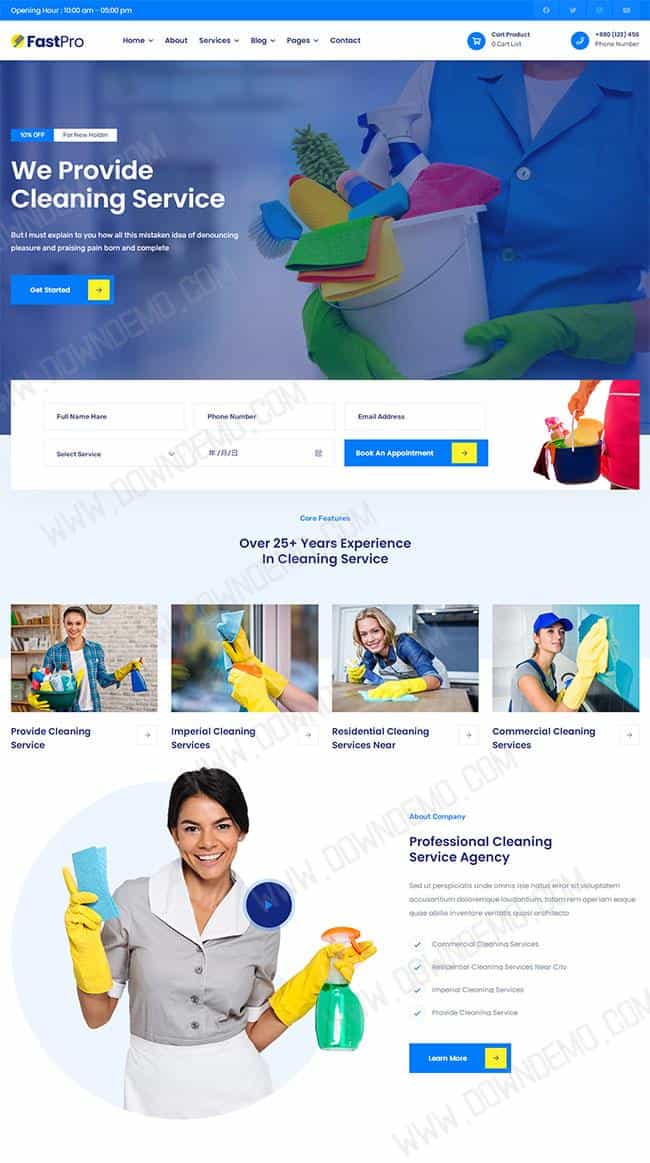 Opening Hour : 10:00 am - 05:00 pm
FastPro
Home About Services Blog Pages Contact
Cart Product
0 Cart List
+880 (123) 456
Phone Number
10% OFF
For New Holdin
We Provide
Cleaning Service
But I must explain to you how all this mistaken idea of denouncing
pleasure and praising pain born and complete
Get Started
Full Name Hare
Phone Number
Email Address
Select Service
年 /月/日
Book An Appointment
Core Features
Over 25+ Years Experience
In Cleaning Service
Provide Cleaning
Service
Imperial Cleaning
Services
Residential Cleaning
Services Near
Commercial Cleaning
Services
About Company
Professional Cleaning
Service Agency
Sed ut perspiciatis unde omnis iste natus error sit voluptatem
accusantium doloremque laudantium, totam rem aperiam eaque
quae abillo inventore veritatis quasi architecto
Commercial Cleaning Services
Residential Cleaning Services Near City
Imperial Cleaning Services
Provide Cleaning Service
Learn More
WWW.DOWNDEMO.COM